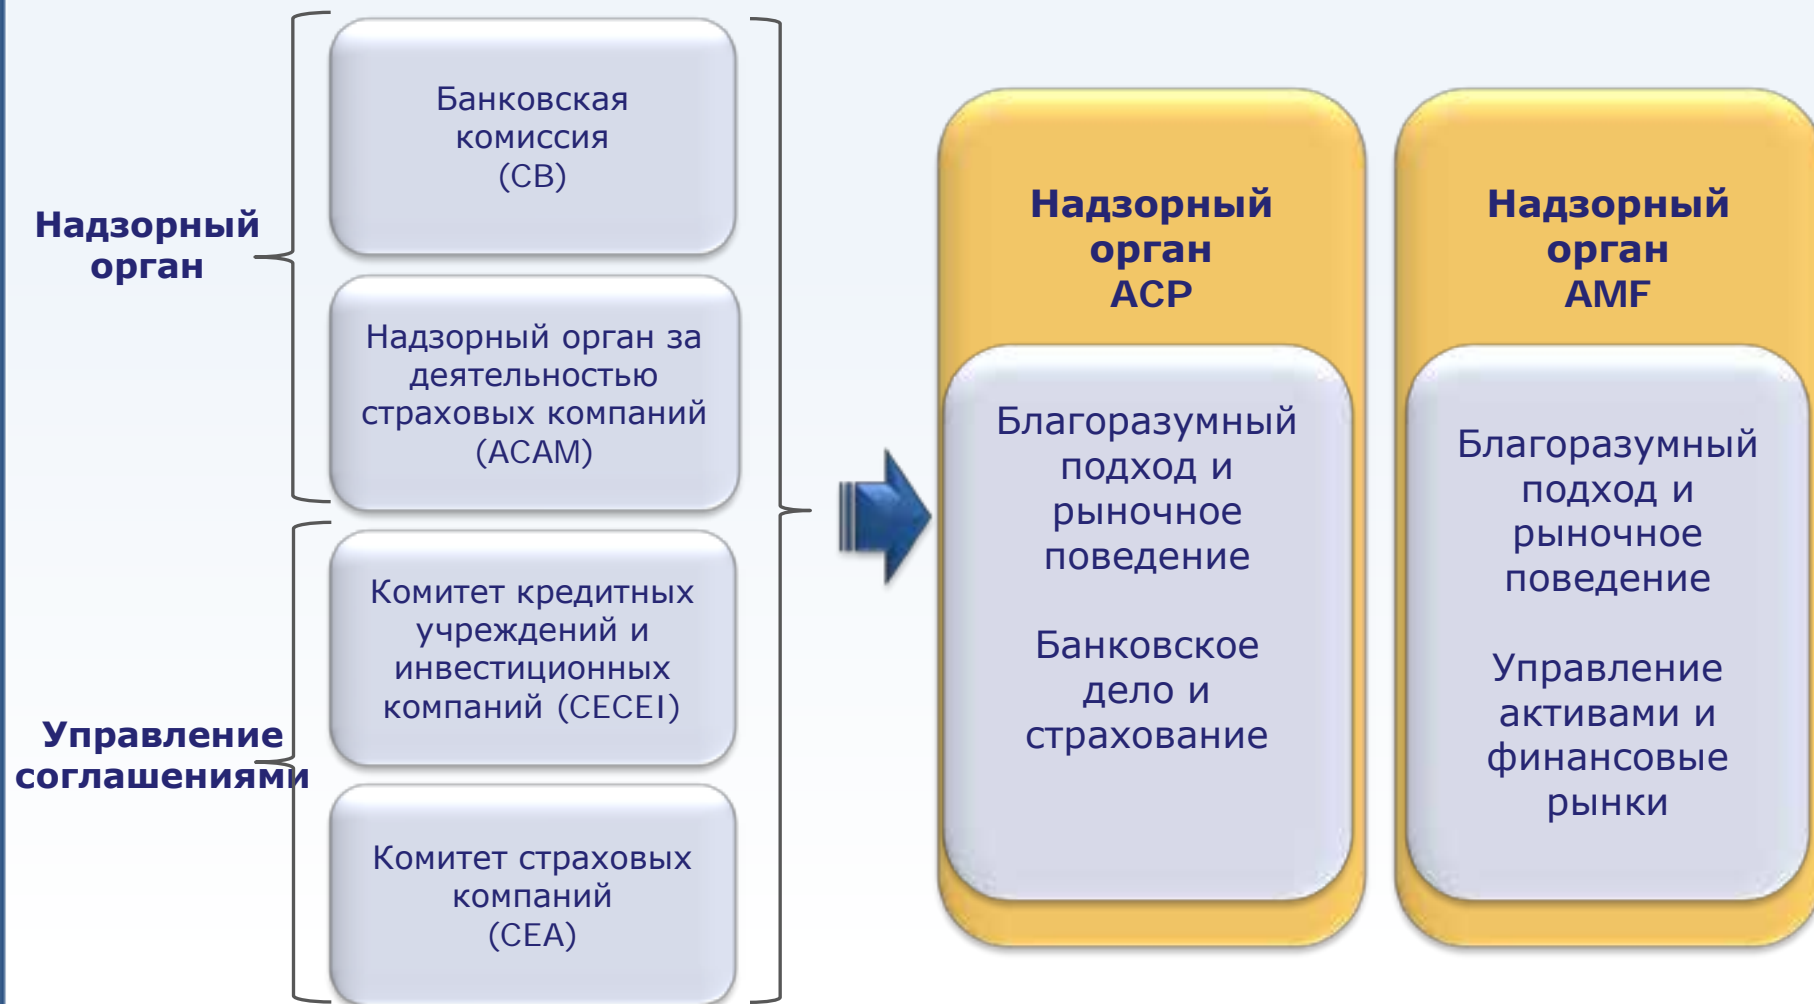 Надзорный
орган
Банковская
комиссия
(CB)
Надзорный орган за
деятельностью
страховых компаний
(ACAM)
Управление
соглашениями
Комитет кредитных
учреждений и
инвестиционных
компаний (CECEI)
Комитет страховых
компаний
(CEA)
Надзорный
орган
ACP
Благоразумный
подход и
рыночное
поведение
Банковское
дело и
страхование
Надзорный
орган
AMF
Благоразумный
подход и
рыночное
поведение
Управление
активами и
финансовые
рынки